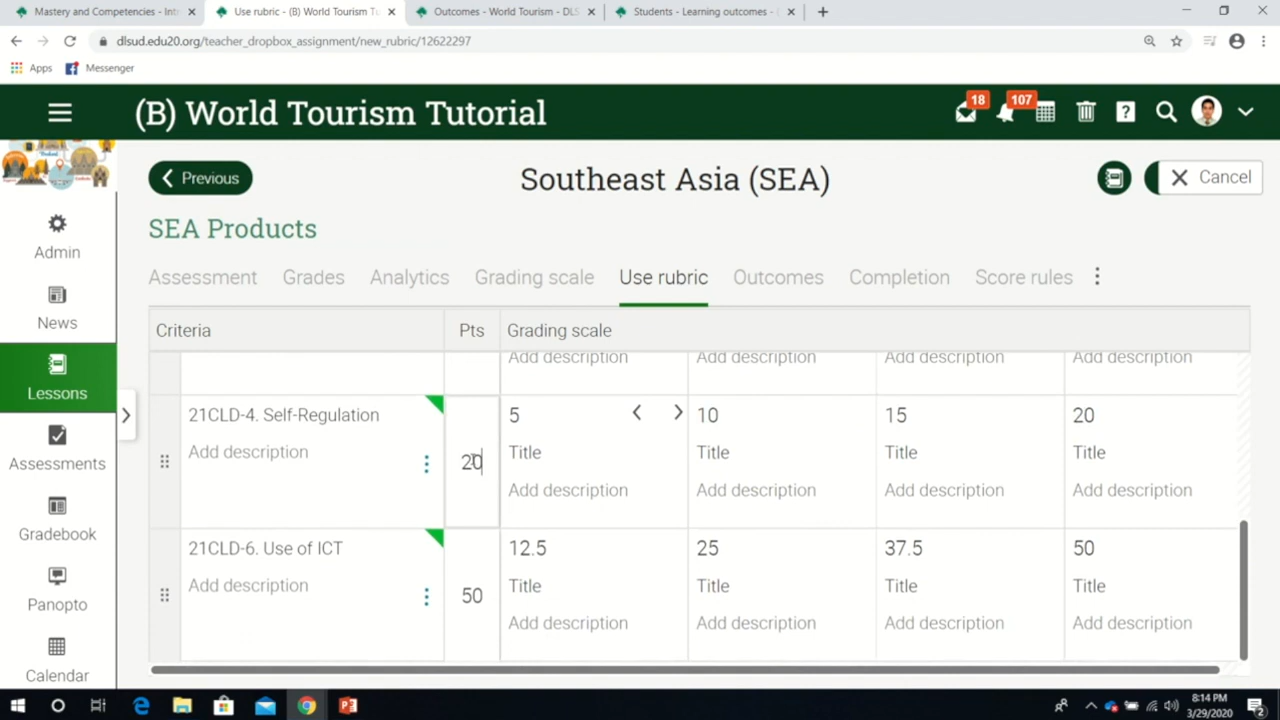 Mastery and Competencies - Int
Use rubric - (B) World Tourism Tu
Outcomes - World Tourism - DLS
Students - Learning outcomes -
dlsud.edu20.org/teacher_dropbox_assignment/new_rubric/12622297
Apps Messenger
(B) World Tourism Tutorial
18 107
Previous
Southeast Asia (SEA)
Cancel
SEA Products
Admin
News
Lessons
Assessments
Gradebook
Panopto
Calendar
Assessment Grades Analytics Grading scale Use rubric Outcomes Completion Score rules
Criteria Pts Grading scale
Add description Add description Add description Add description
21CLD-4. Self-Regulation 5 10 15 20
Add description 20 Title Title Title Title
Add description Add description Add description Add description
21CLD-6. Use of ICT 12.5 25 37.5 50
Add description 50 Title Title Title Title
Add description Add description Add description Add description
8:14 PM
3/29/2020
2